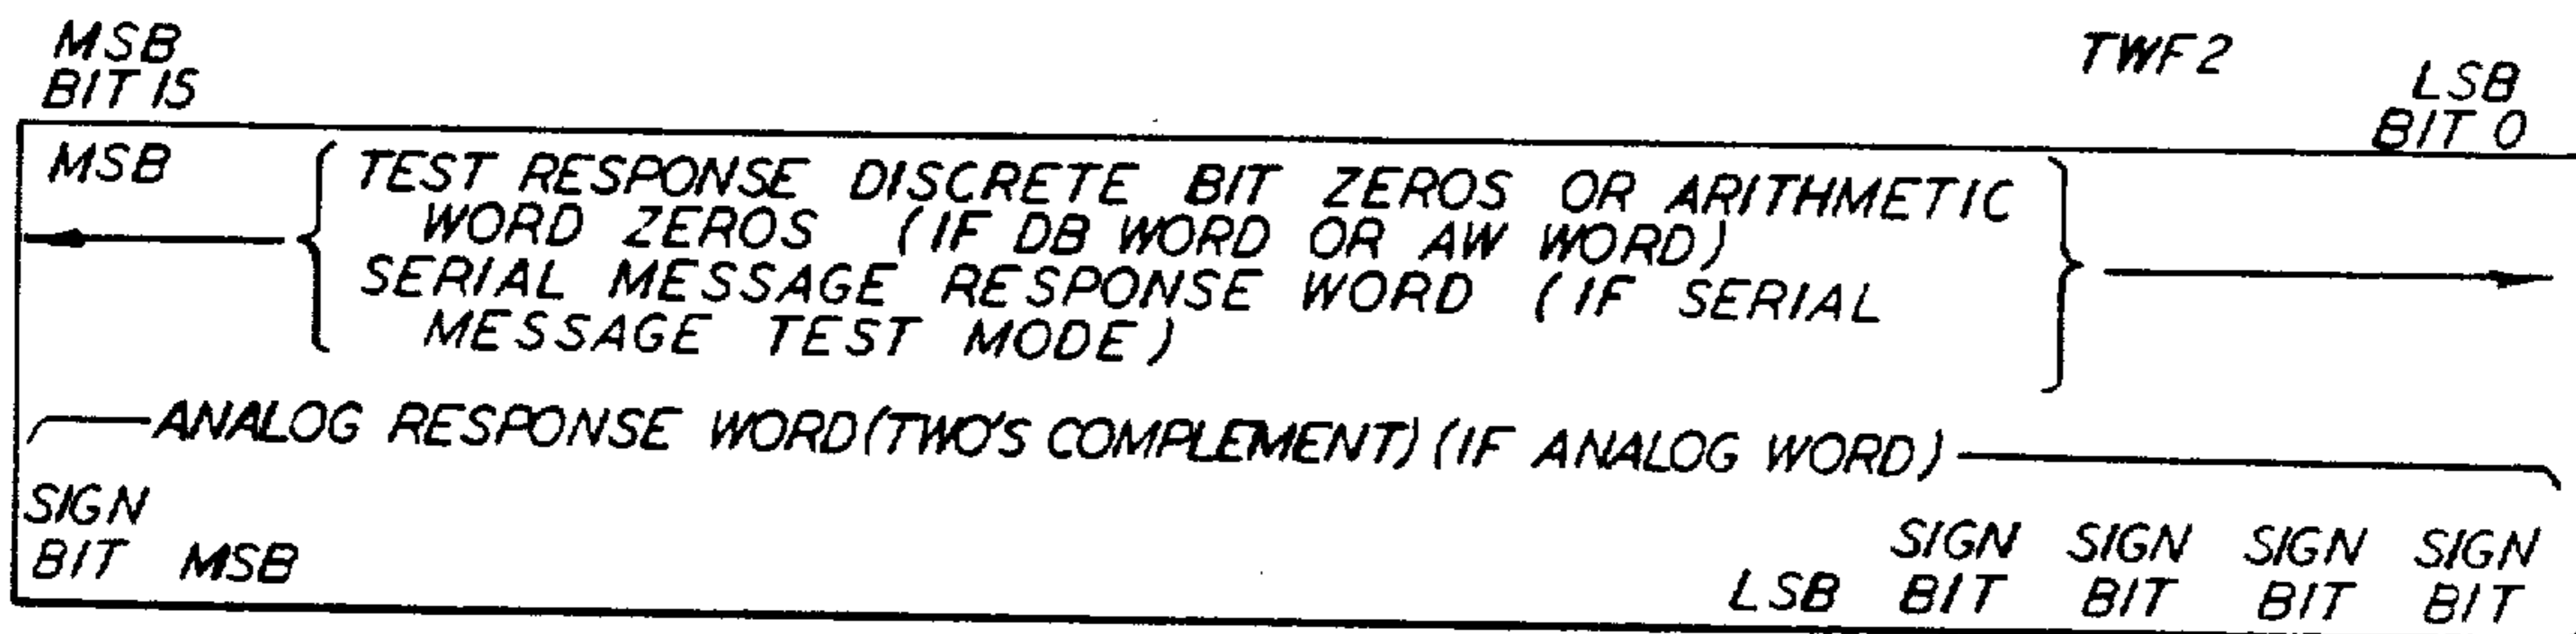 MSB
BIT 15
TWF2
LSB
BIT 0
MSB
TEST RESPONSE DISCRETE BIT ZEROS OR ARITHMETIC
WORD ZEROS (IF DB WORD OR AW WORD)
SERIAL MESSAGE RESPONSE WORD (IF SERIAL
MESSAGE TEST MODE)
ANALOG RESPONSE WORD (TWO'S COMPLEMENT) (IF ANALOG WORD)
SIGN
BIT MSB
SIGN SIGN SIGN SIGN
LSB BIT BIT BIT BIT